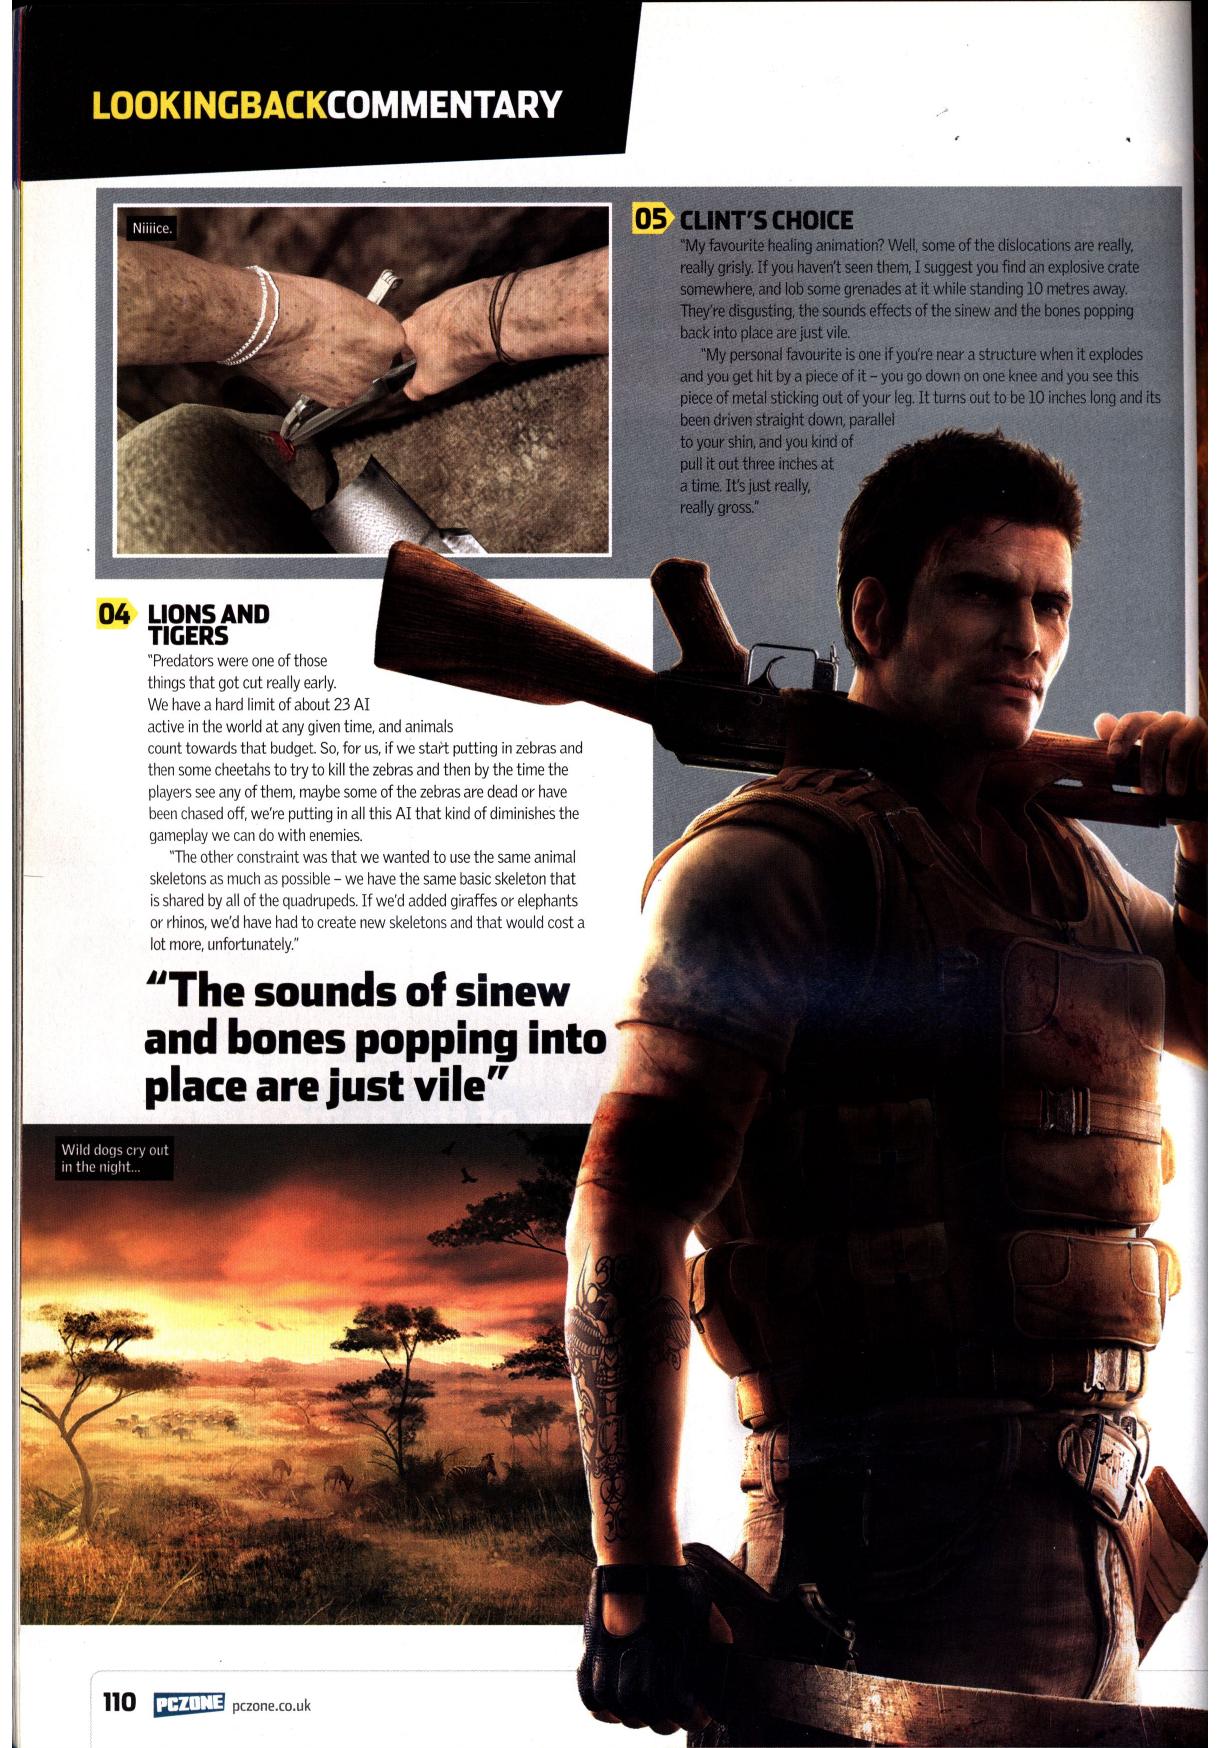 LOOKINGBACKCOMMENTARY
Niiiice.
05 CLINT'S CHOICE
"My favourite healing animation? Well, some of the dislocations are really,
really grisly. If you haven't seen them, I suggest you find an explosive crate
somewhere, and lob some grenades at it while standing 10 metres away.
They're disgusting, the sounds effects of the sinew and the bones popping
back into place are just vile.
"My personal favourite is one if you're near a structure when it explodes
and you get hit by a piece of it – you go down on one knee and you see this
piece of metal sticking out of your leg. It turns out to be 10 inches long and its
been driven straight down, parallel
to your shin, and you kind of
pull it out three inches at
a time. It's just really,
really gross."
04 LIONS AND
TIGERS
"Predators were one of those
things that got cut really early.
We have a hard limit of about 23 AI
active in the world at any given time, and animals
count towards that budget. So, for us, if we start putting in zebras and
then some cheetahs to try to kill the zebras and then by the time the
players see any of them, maybe some of the zebras are dead or have
been chased off, we're putting in all this AI that kind of diminishes the
gameplay we can do with enemies.
"The other constraint was that we wanted to use the same animal
skeletons as much as possible – we have the same basic skeleton that
is shared by all of the quadrupeds. If we'd added giraffes or elephants
or rhinos, we'd have had to create new skeletons and that would cost a
lot more, unfortunately."
"The sounds of sinew
and bones popping into
place are just vile"
Wild dogs cry out
in the night...
110 PCZONE pczone.co.uk